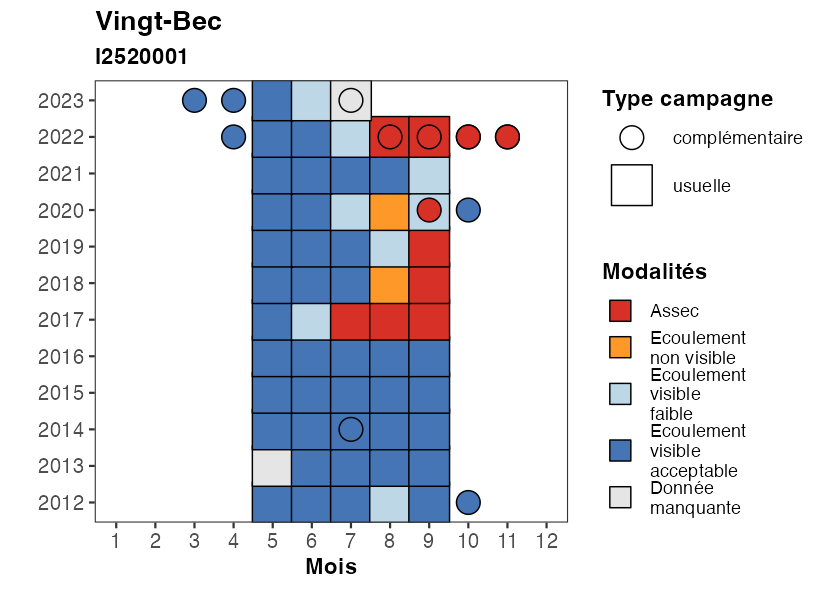 Vingt-Bec
I2520001
2023
2022
2021
2020
2019
2018
2017
2016
2015
2014
2013
2012
1 2 3 4 5 6 7 8 9 10 11 12
Mois
Type campagne
complémentaire
usuelle
Modalités
Assec
Ecoulement
non visible
Ecoulement
visible
faible
Ecoulement
visible
acceptable
Donnée
manquante